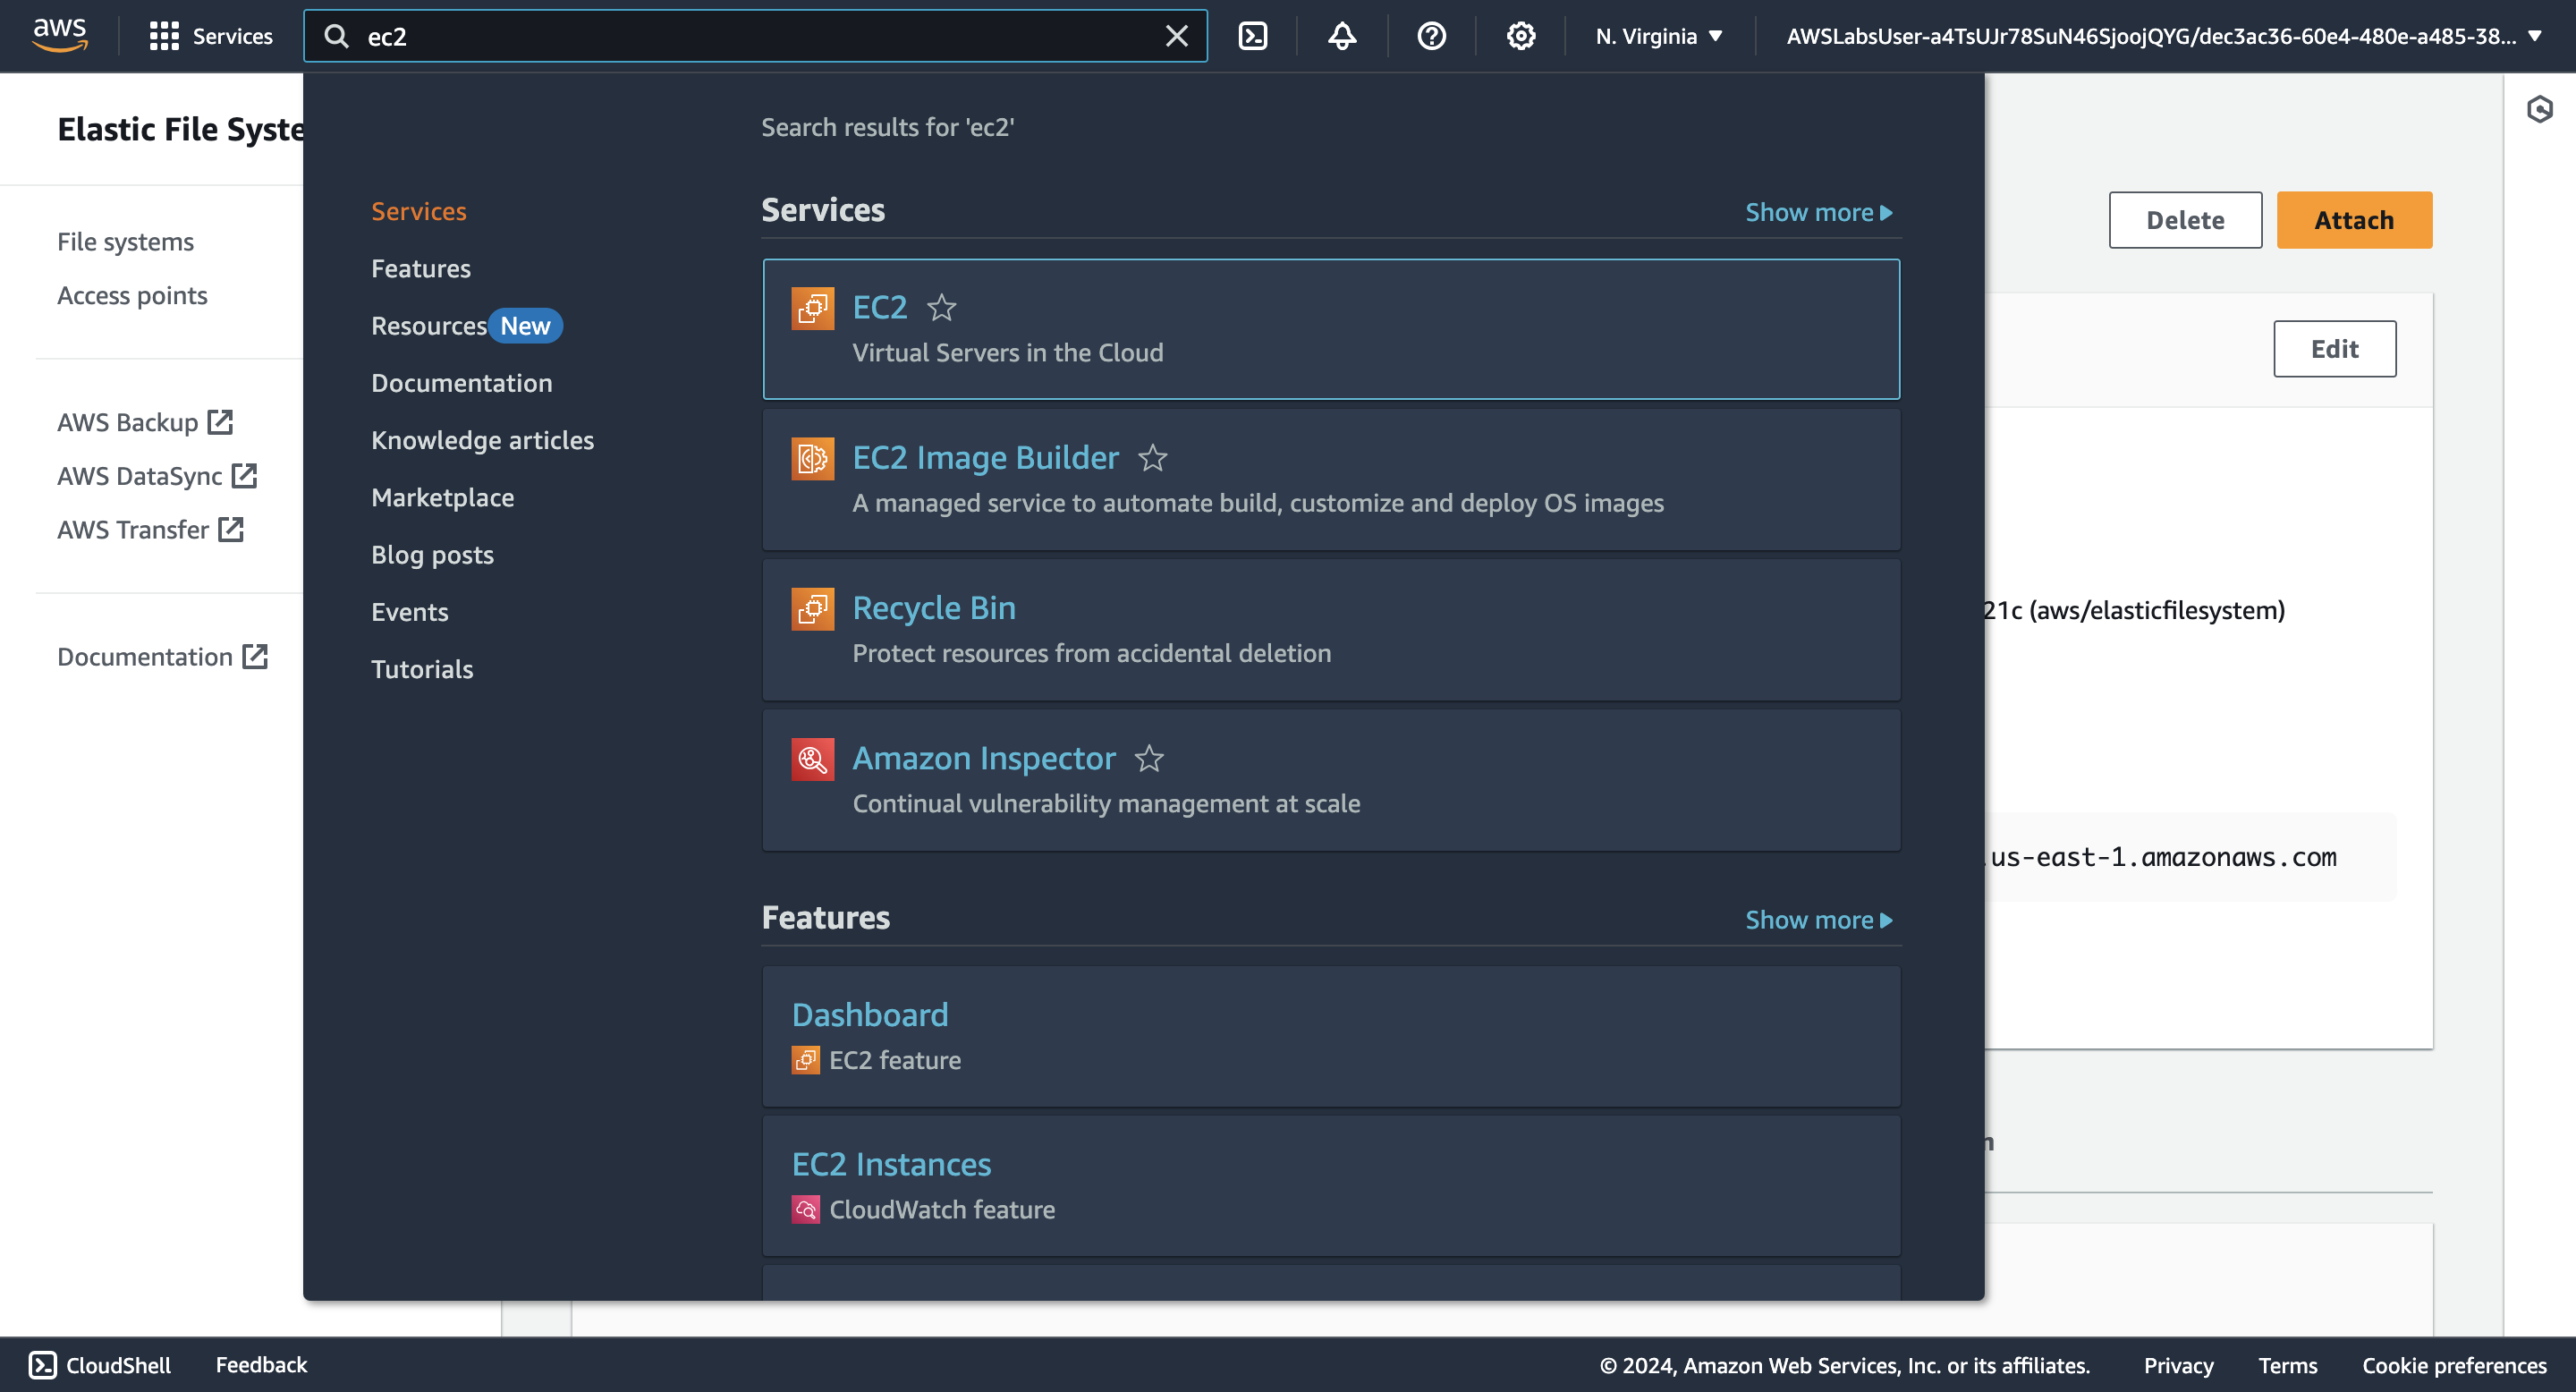 aws
Services
ec2
N. Virginia
AWSLabsUser-a4TsUJr78SuN46SjoojQYG/dec3ac36-60e4-480e-a485-38...
Elastic File Syste
File systems
Access points
AWS Backup
AWS DataSync
AWS Transfer
Documentation
Services
Features
Resources New
Documentation
Knowledge articles
Marketplace
Blog posts
Events
Tutorials
Search results for 'ec2'
Services
Show more
EC2
Virtual Servers in the Cloud
EC2 Image Builder
A managed service to automate build, customize and deploy OS images
Recycle Bin
Protect resources from accidental deletion
Amazon Inspector
Continual vulnerability management at scale
Features
Show more
Dashboard
EC2 feature
EC2 Instances
CloudWatch feature
Delete
Attach
Edit
21c (aws/elasticfilesystem)
.us-east-1.amazonaws.com
n
CloudShell
Feedback
© 2024, Amazon Web Services, Inc. or its affiliates.
Privacy
Terms
Cookie preferences